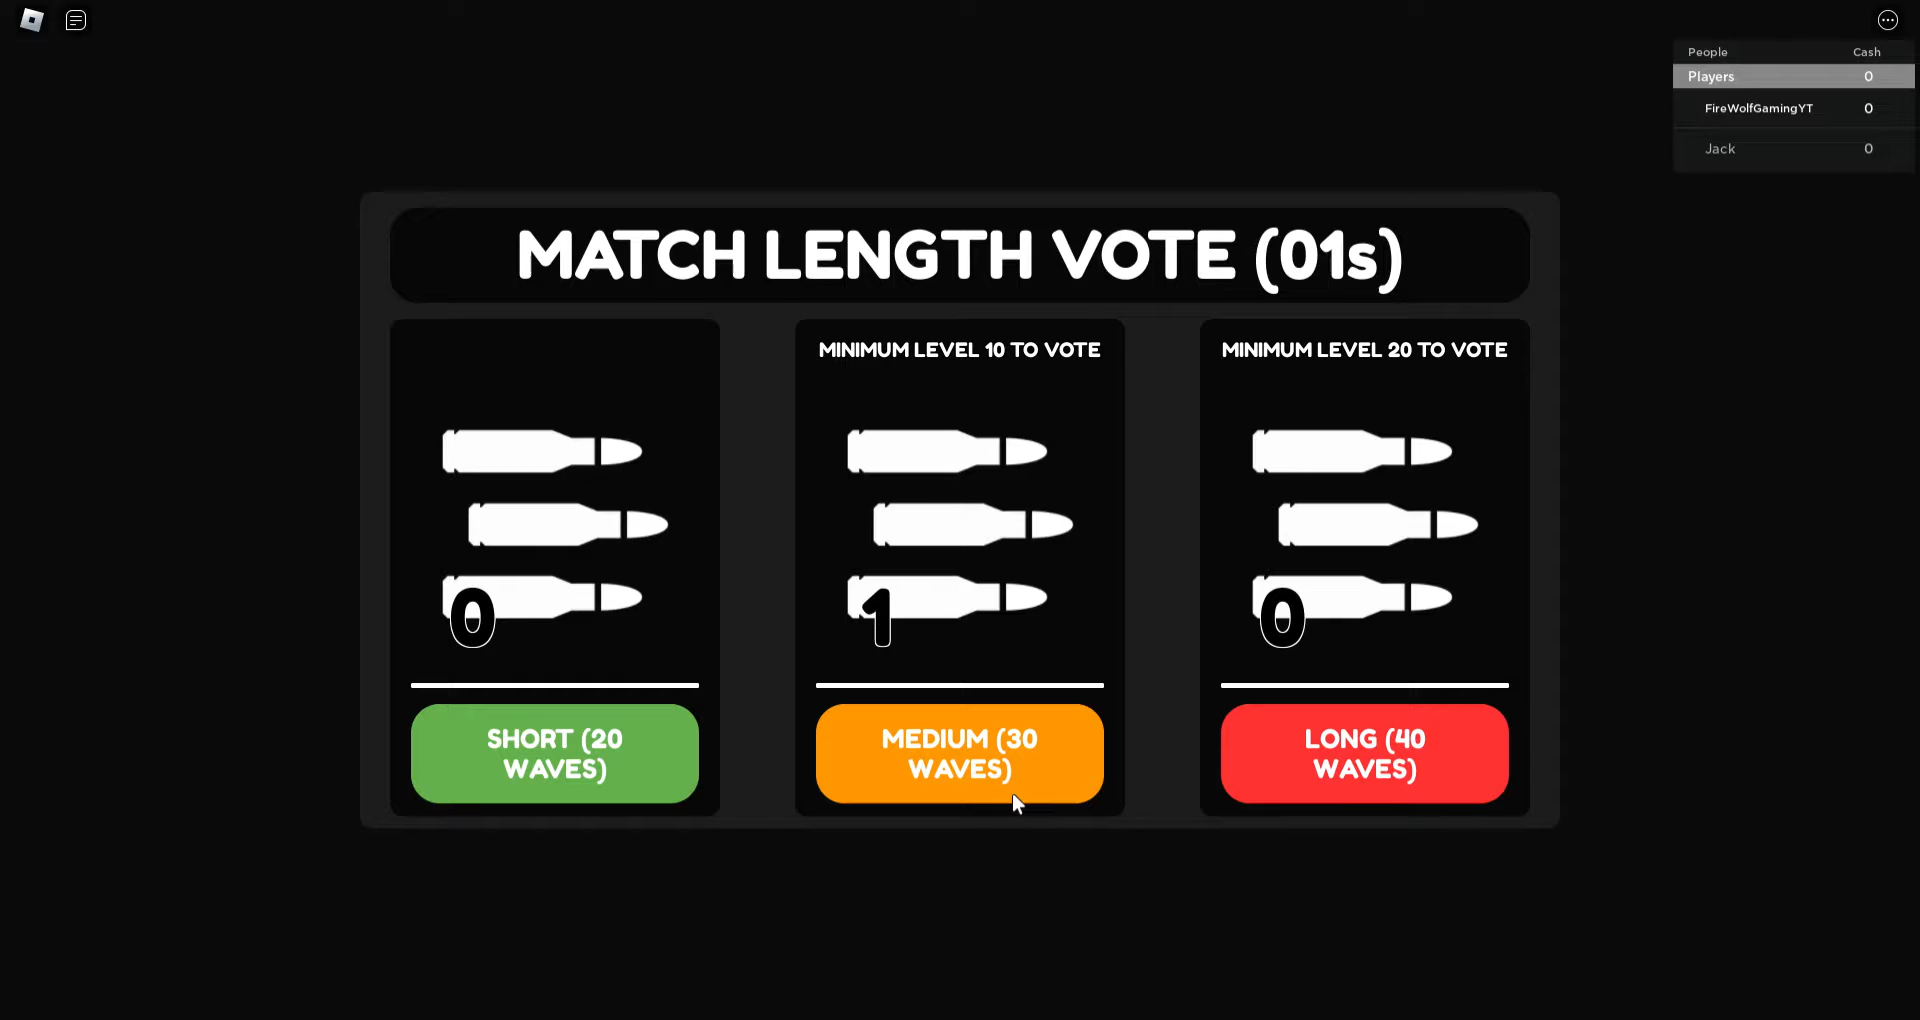 People Cash
Players 0
FireWolfGamingYT 0
Jack 0
MATCH LENGTH VOTE (01s)
MINIMUM LEVEL 10 TO VOTE
MINIMUM LEVEL 20 TO VOTE
0
1
0
SHORT (20
WAVES)
MEDIUM (30
WAVES)
LONG (40
WAVES)